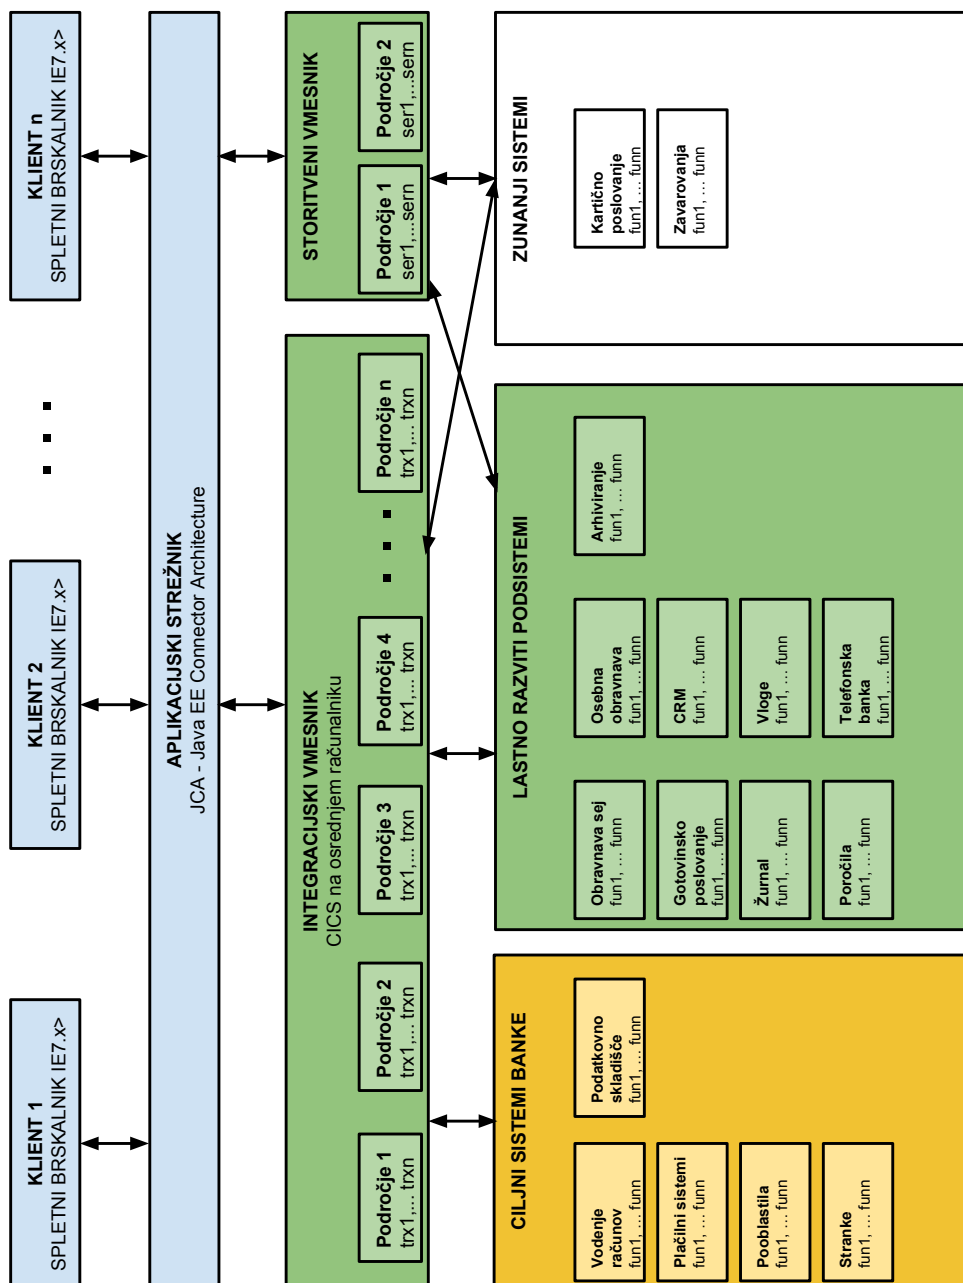 KLIENT 1
SPLETNI BRSKALNIK IE7.x>
KLIENT 2
SPLETNI BRSKALNIK IE7.x>
KLIENT n
SPLETNI BRSKALNIK IE7.x>
APLIKACIJSKI STREŽNIK
JCA - Java EE Connector Architecture
INTEGRACIJSKI VMESNIK
CICS na osrednjem računalniku
Področje 1
trx1,... trxn
Področje 2
trx1,... trxn
Področje 3
trx1,... trxn
Področje 4
trx1,... trxn
Področje n
trx1,... trxn
STORITVENI VMESNIK
Področje 1
ser1,...sern
Področje 2
ser1,...sern
CILJNI SISTEMI BANKE
Vodenje
računov
fun1, ... funn
Podatkovno
skladišče
fun1, ... funn
Plačilni sistemi
fun1, ... funn
Pooblastila
fun1, ... funn
Stranke
fun1, ... funn
LASTNO RAZVITI PODSISTEMI
Obravnava sej
fun1, ... funn
Osebna
obravnava
fun1, ... funn
Arhiviranje
fun1, ... funn
Gotovinsko
poslovanje
fun1, ... funn
CRM
fun1, ... funn
Žurnal
fun1, ... funn
Vloge
fun1, ... funn
Poročila
fun1, ... funn
Telefonska
banka
fun1, ... funn
ZUNANJI SISTEMI
Kartično
poslovanje
fun1, ... funn
Zavarovanja
fun1, ... funn